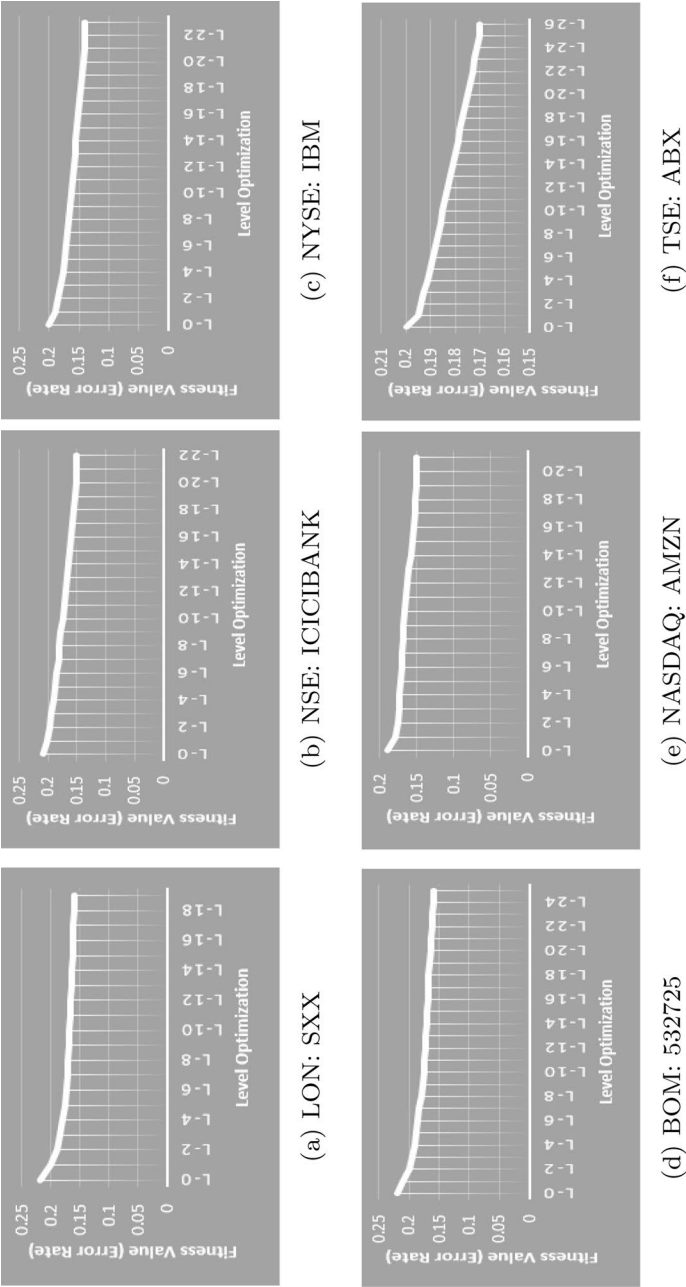 0.25
0.2
0.15
0.1
0.05
0
Fitness Value (Error Rate)
L-0
L-2
L-4
L-6
L-8
L-10
L-12
L-14
L-16
L-18
Level Optimization
(a) LON: SXX
0.25
0.2
0.15
0.1
0.05
0
Fitness Value (Error Rate)
L-0
L-2
L-4
L-6
L-8
L-10
L-12
L-14
L-16
L-18
L-20
L-22
Level Optimization
(b) NSE: ICICIBANK
0.25
0.2
0.15
0.1
0.05
0
Fitness Value (Error Rate)
L-0
L-2
L-4
L-6
L-8
L-10
L-12
L-14
L-16
L-18
L-20
L-22
Level Optimization
(c) NYSE: IBM
0.25
0.2
0.15
0.1
0.05
0
Fitness Value (Error Rate)
L-0
L-2
L-4
L-6
L-8
L-10
L-12
L-14
L-16
L-18
L-20
L-22
L-24
Level Optimization
(d) BOM: 532725
0.2
0.15
0.1
0.05
0
Fitness Value (Error Rate)
L-0
L-2
L-4
L-6
L-8
L-10
L-12
L-14
L-16
L-18
L-20
Level Optimization
(e) NASDAQ: AMZN
0.21
0.2
0.19
0.18
0.17
0.16
0.15
Fitness Value (Error Rate)
L-0
L-2
L-4
L-6
L-8
L-10
L-12
L-14
L-16
L-18
L-20
L-22
L-24
L-26
Level Optimization
(f) TSE: ABX